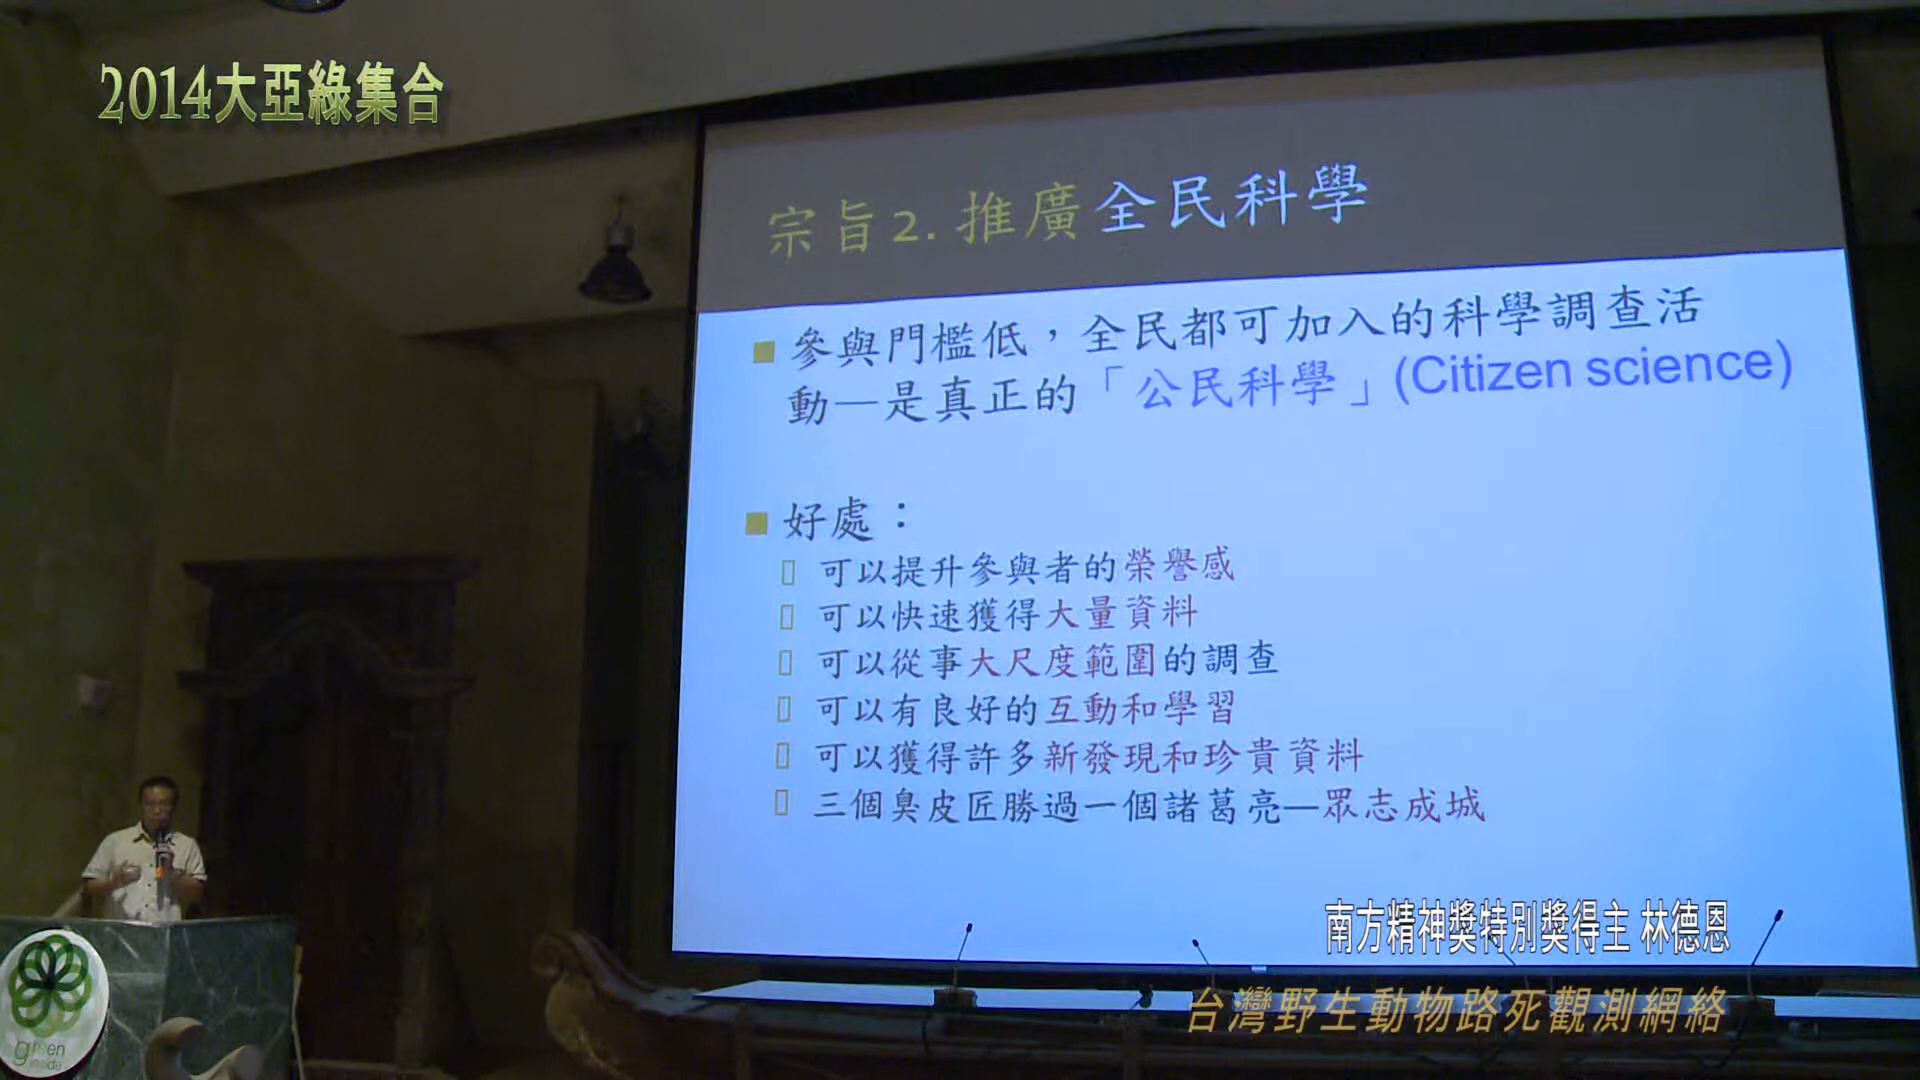 2014大亞綠集合
宗旨2. 推廣全民科學
參與門檻低，全民都可加入的科學調查活
動—是真正的「公民科學」(Citizen science)
好處：
可以提升參與者的榮譽感
可以快速獲得大量資料
可以從事大尺度範圍的調查
可以有良好的互動和學習
可以獲得許多新發現和珍貴資料
三個臭皮匠勝過一個諸葛亮—眾志成城
南方精神獎特別獎得主 林德恩
台灣野生動物路死觀測網絡
green
inside